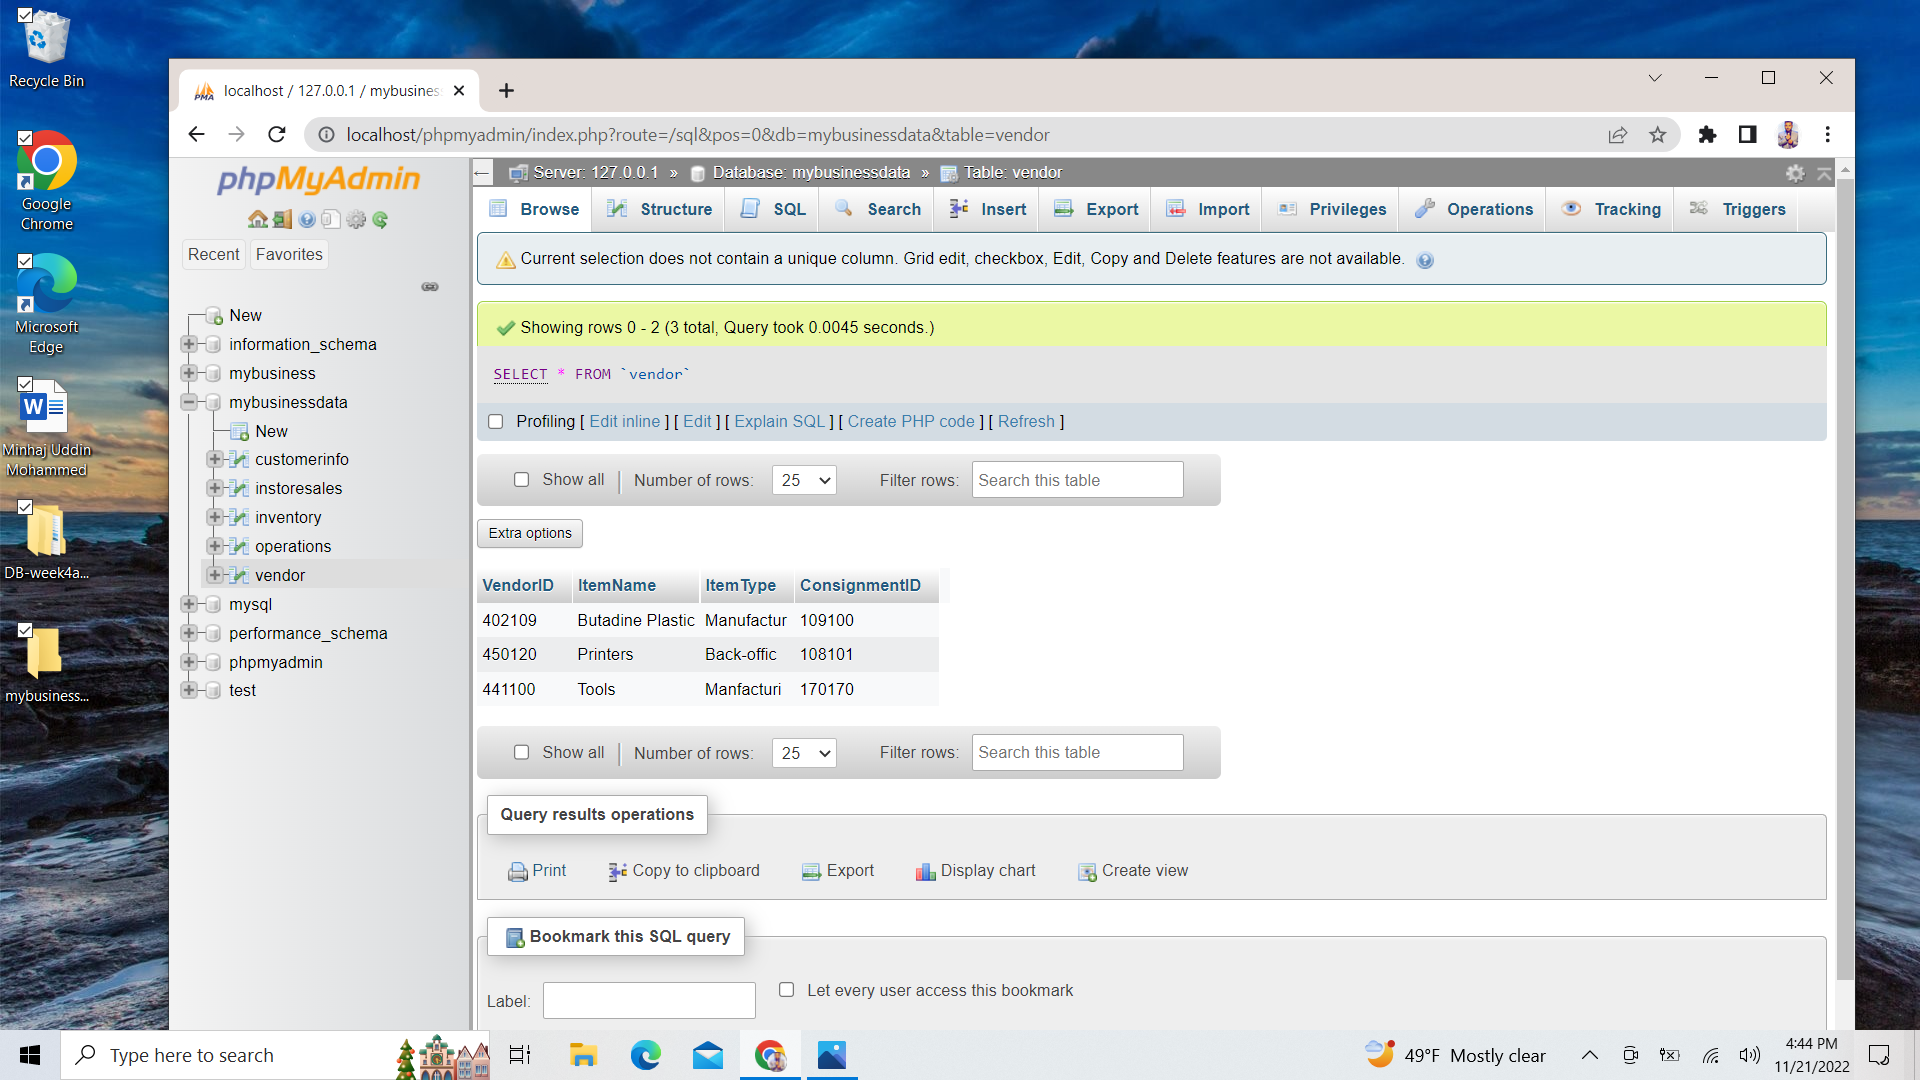 Recycle Bin
Google
Chrome
Microsoft
Edge
Minhaj Uddin
Mohammed
DB-week4a...
mybusiness...
localhost / 127.0.0.1 / mybusines
localhost/phpmyadmin/index.php?route=/sql&pos=0&db=mybusinessdata&table=vendor
phpMyAdmin
Recent Favorites
New
information_schema
mybusiness
mybusinessdata
New
customerinfo
instoresales
inventory
operations
vendor
mysql
performance_schema
phpmyadmin
test
Server: 127.0.0.1 » Database: mybusinessdata » Table: vendor
Browse Structure SQL Search Insert Export Import Privileges Operations Tracking Triggers
Current selection does not contain a unique column. Grid edit, checkbox, Edit, Copy and Delete features are not available.
Showing rows 0 - 2 (3 total, Query took 0.0045 seconds.)
SELECT * FROM `vendor`
Profiling [ Edit inline ] [ Edit ] [ Explain SQL ] [ Create PHP code ] [ Refresh ]
Show all | Number of rows: 25 Filter rows: Search this table
Extra options
VendorID ItemName ItemType ConsignmentID
402109 Butadine Plastic Manufactur 109100
450120 Printers Back-offic 108101
441100 Tools Manfacturi 170170
Show all | Number of rows: 25 Filter rows: Search this table
Query results operations
Print Copy to clipboard Export Display chart Create view
Bookmark this SQL query
Label: Let every user access this bookmark
Type here to search
49°F Mostly clear
4:44 PM
11/21/2022